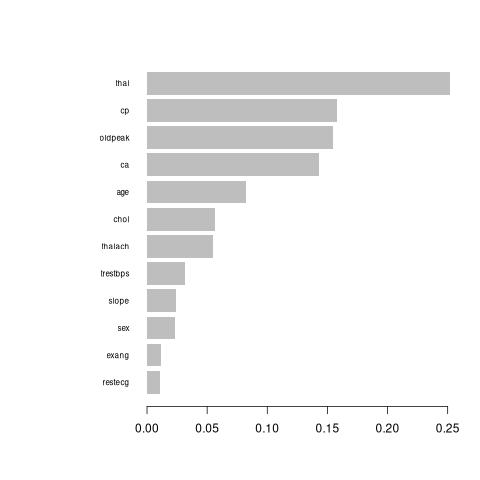 thal
cp
oldpeak
ca
age
chol
thalach
trestbps
slope
sex
exang
restecg
0.00 0.05 0.10 0.15 0.20 0.25